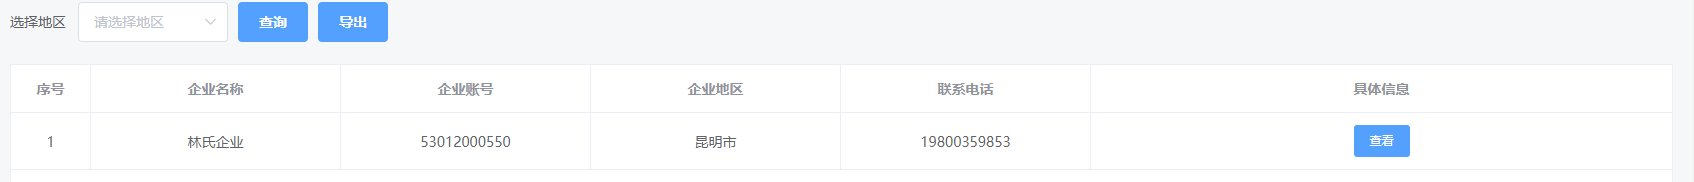 选择地区 请选择地区 查询 导出
序号 企业名称 企业账号 企业地区 联系电话 具体信息
1 林氏企业 53012000550 昆明市 19800359853 查看